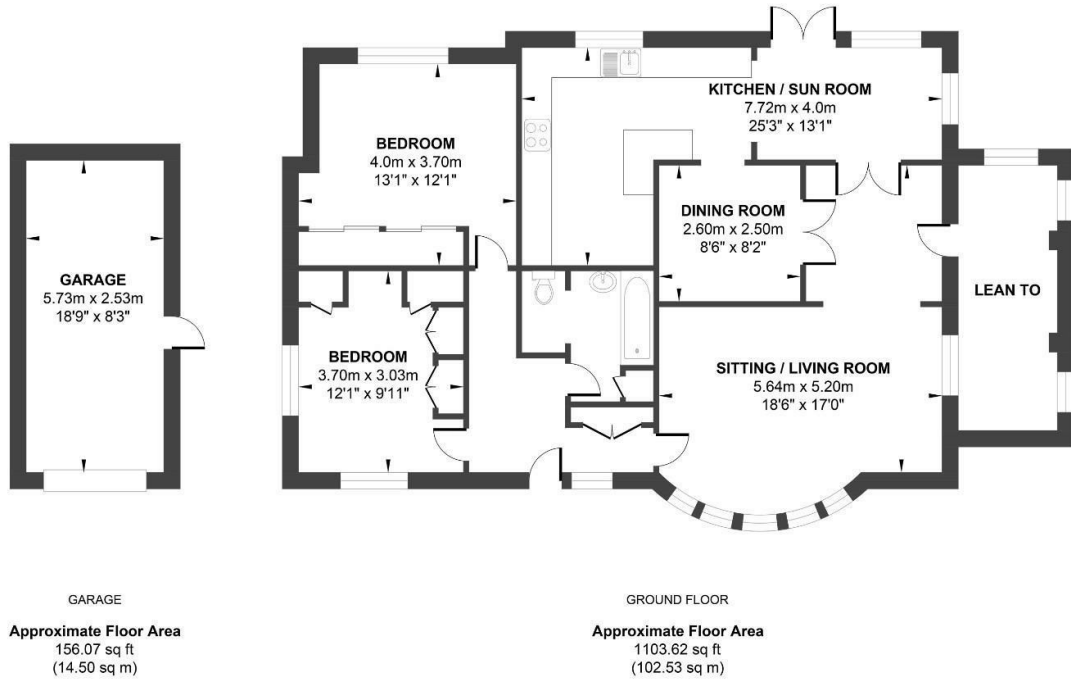 KITCHEN / SUN ROOM
7.72m x 4.0m
25'3" x 13'1"
BEDROOM
4.0m x 3.70m
13'1" x 12'1"
DINING ROOM
2.60m x 2.50m
8'6" x 8'2"
GARAGE
5.73m x 2.53m
18'9" x 8'3"
LEAN TO
BEDROOM
3.70m x 3.03m
12'1" x 9'11"
SITTING / LIVING ROOM
5.64m x 5.20m
18'6" x 17'0"
GARAGE
Approximate Floor Area
156.07 sq ft
(14.50 sq m)
GROUND FLOOR
Approximate Floor Area
1103.62 sq ft
(102.53 sq m)